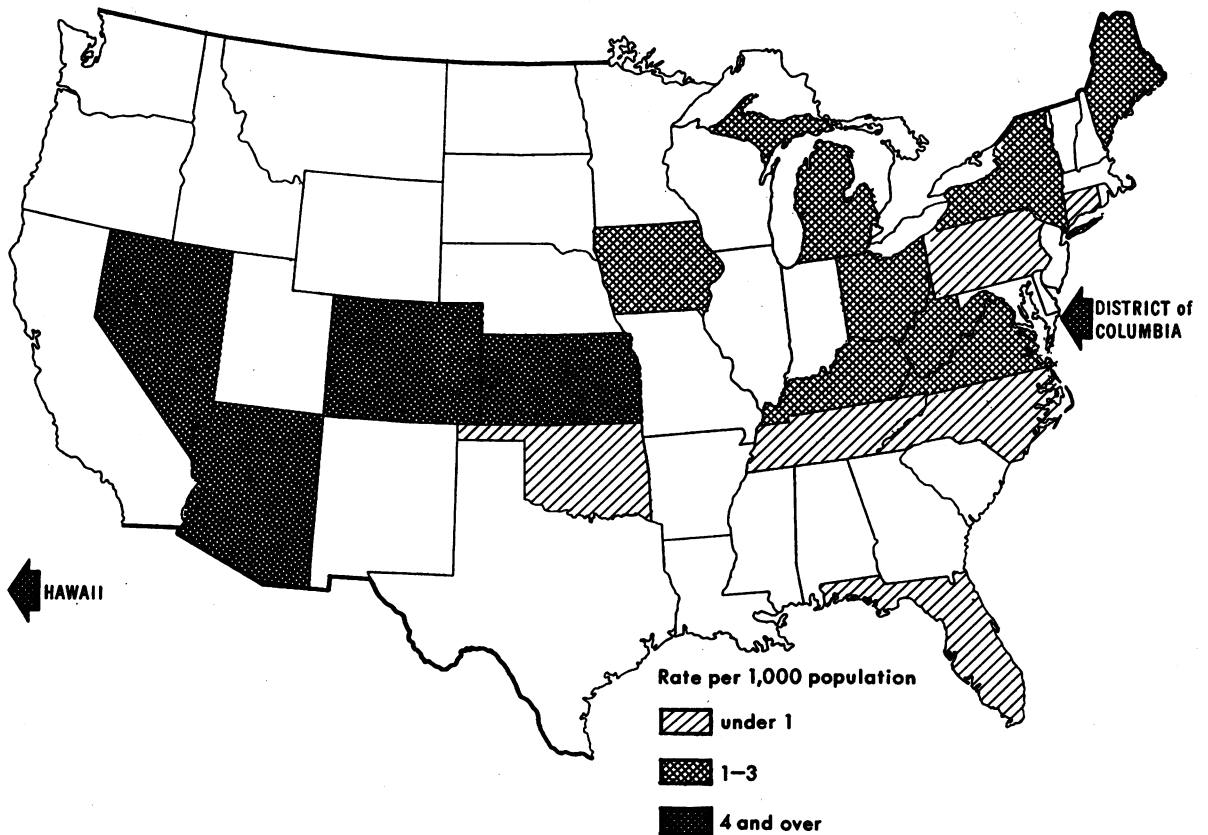 DISTRICT of
COLUMBIA
HAWAII
Rate per 1,000 population
under 1
1–3
4 and over